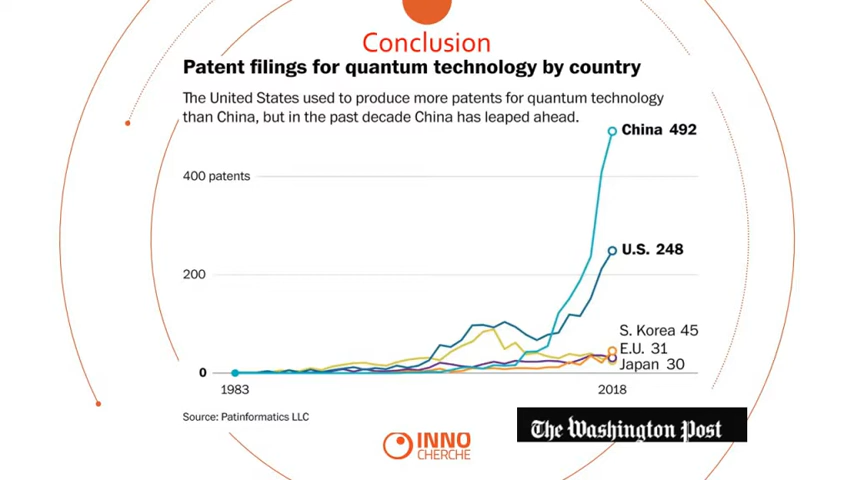 Conclusion
Patent filings for quantum technology by country
The United States used to produce more patents for quantum technology
than China, but in the past decade China has leaped ahead.
China 492
400 patents
U.S. 248
200
S. Korea 45
E.U. 31
Japan 30
0
1983
2018
Source: Patinformatics LLC
The Washington Post
INNO
CHERCHE